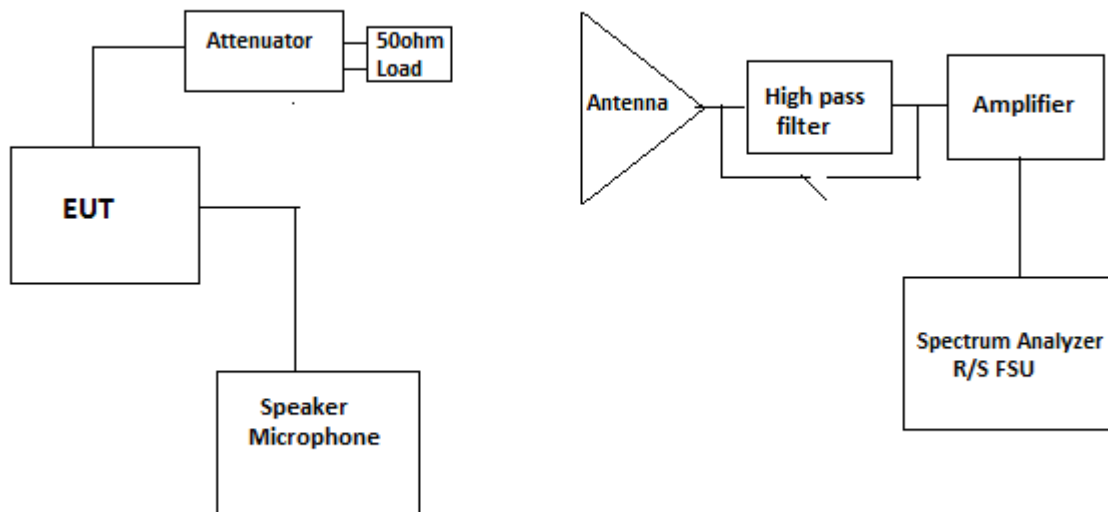 Attenuator
50ohm
Load
EUT
Speaker
Microphone
Antenna
High pass
filter
Amplifier
Spectrum Analyzer
R/S FSU